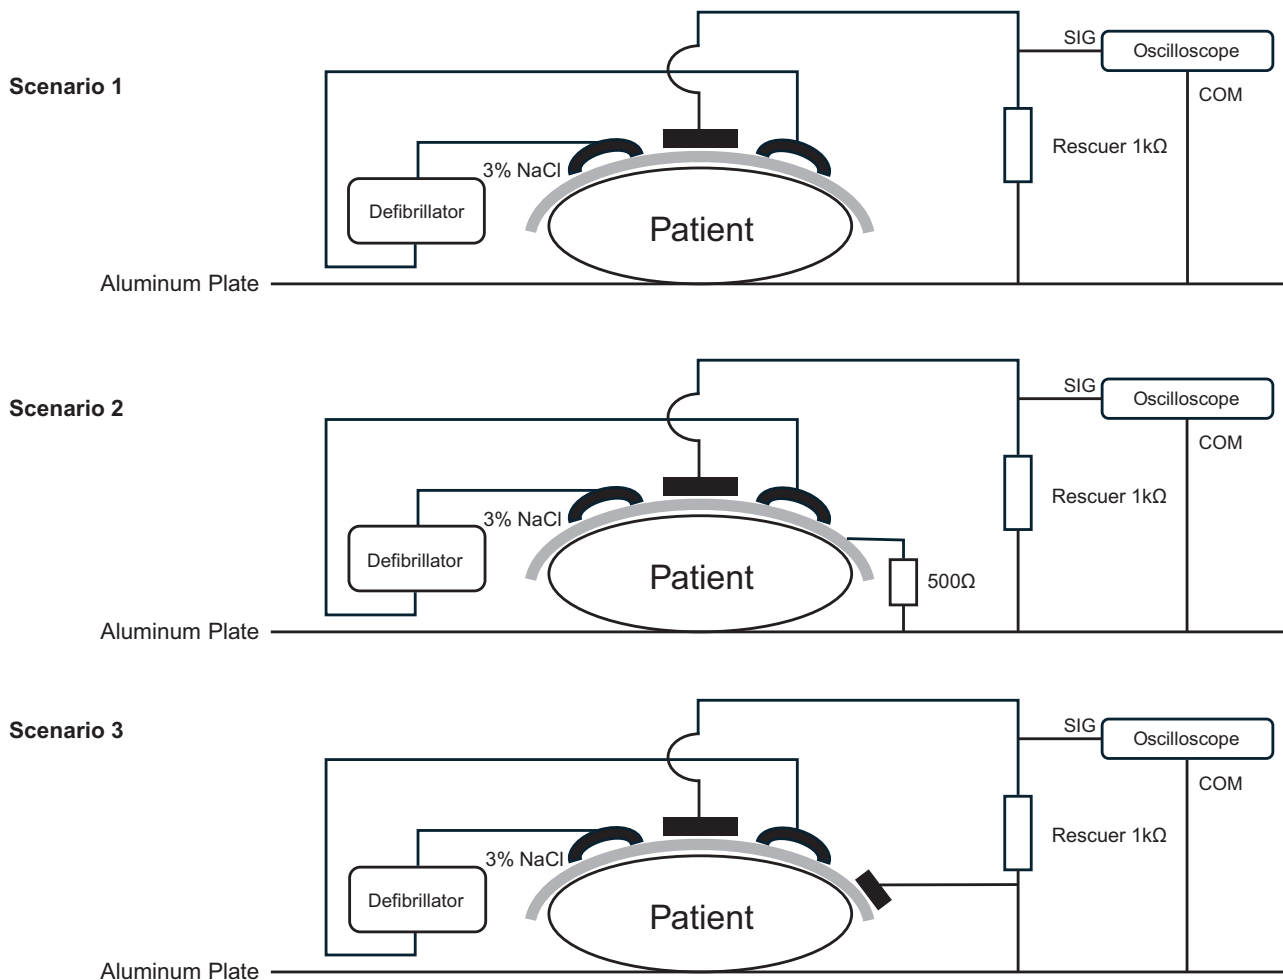 Scenario 1
SIG
Oscilloscope
COM
Rescuer 1kΩ
3% NaCl
Defibrillator
Patient
Aluminum Plate
Scenario 2
SIG
Oscilloscope
COM
Rescuer 1kΩ
3% NaCl
Defibrillator
Patient
500Ω
Aluminum Plate
Scenario 3
SIG
Oscilloscope
COM
Rescuer 1kΩ
3% NaCl
Defibrillator
Patient
Aluminum Plate